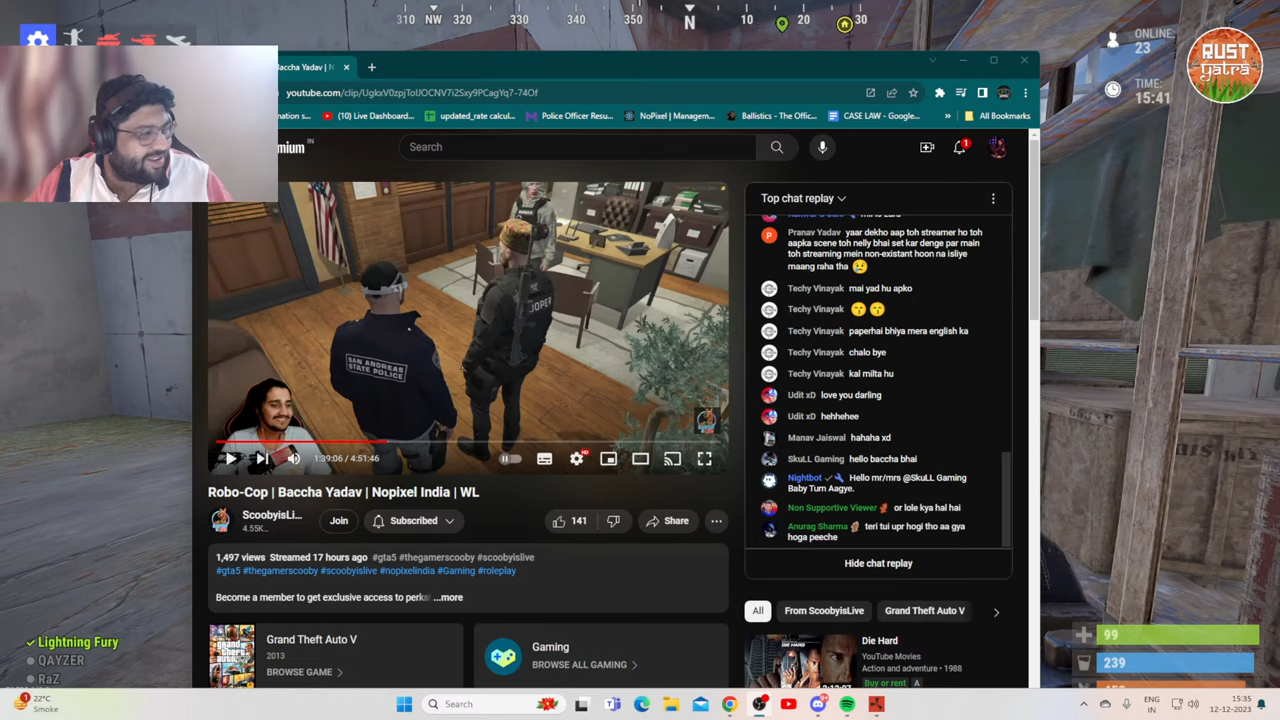 310 NW 320 330 340 350 N 10 20 30
ONLINE:
23
TIME:
15:41
RUST
yatra
Baccha Yadav | N
youtube.com/clip/UgkxV0zpjToIJOCNV7i2Sxy9PCagYq7-74Of
mation s...
(10) Live Dashboard...
updated_rate calcul...
Police Officer Resu...
NoPixel | Managem...
Ballistics - The Offic...
CASE LAW - Google...
»
All Bookmarks
mium IN
Search
1
SAN ANDREAS
STATE POLICE
1:39:06 / 4:51:46
HD
Robo-Cop | Baccha Yadav | Nopixel India | WL
ScoobyisLi...
4.55K...
Join
Subscribed
141
Share
1,497 views Streamed 17 hours ago #gta5 #thegamerscooby #scoobyislive
#gta5 #thegamerscooby #scoobyislive #nopixelindia #Gaming #roleplay
Become a member to get exclusive access to perks! ...more
Grand Theft Auto V
2013
BROWSE GAME
Gaming
BROWSE ALL GAMING
Top chat replay
Pranav Yadav yaar dekho aap toh streamer ho toh
aapka scene toh nelly bhai set kar denge par main
toh streaming mein non-existant hoon na isliye
maang raha tha 😢
Techy Vinayak mai yad hu apko
Techy Vinayak 😙😙
Techy Vinayak paperhai bhiya mera english ka
Techy Vinayak chalo bye
Techy Vinayak kal milta hu
Udit xD love you darling
Udit xD hehhehee
Manav Jaiswal hahaha xd
SkuLL Gaming hello baccha bhai
Nightbot Hello mr/mrs @SkuLL Gaming
Baby Tum Aagye.
Non Supportive Viewer or lole kya hal hai
Anurag Sharma teri tui upr hogi tho aa gya
hoga peeche
Hide chat replay
All
From ScoobyisLive
Grand Theft Auto V
Die Hard
YouTube Movies
Action and adventure • 1988
Buy or rent A
Lightning Fury
QAYZER
RaZ
99
239
22°C
Smoke
Search
ENG
IN
15:35
12-12-2023